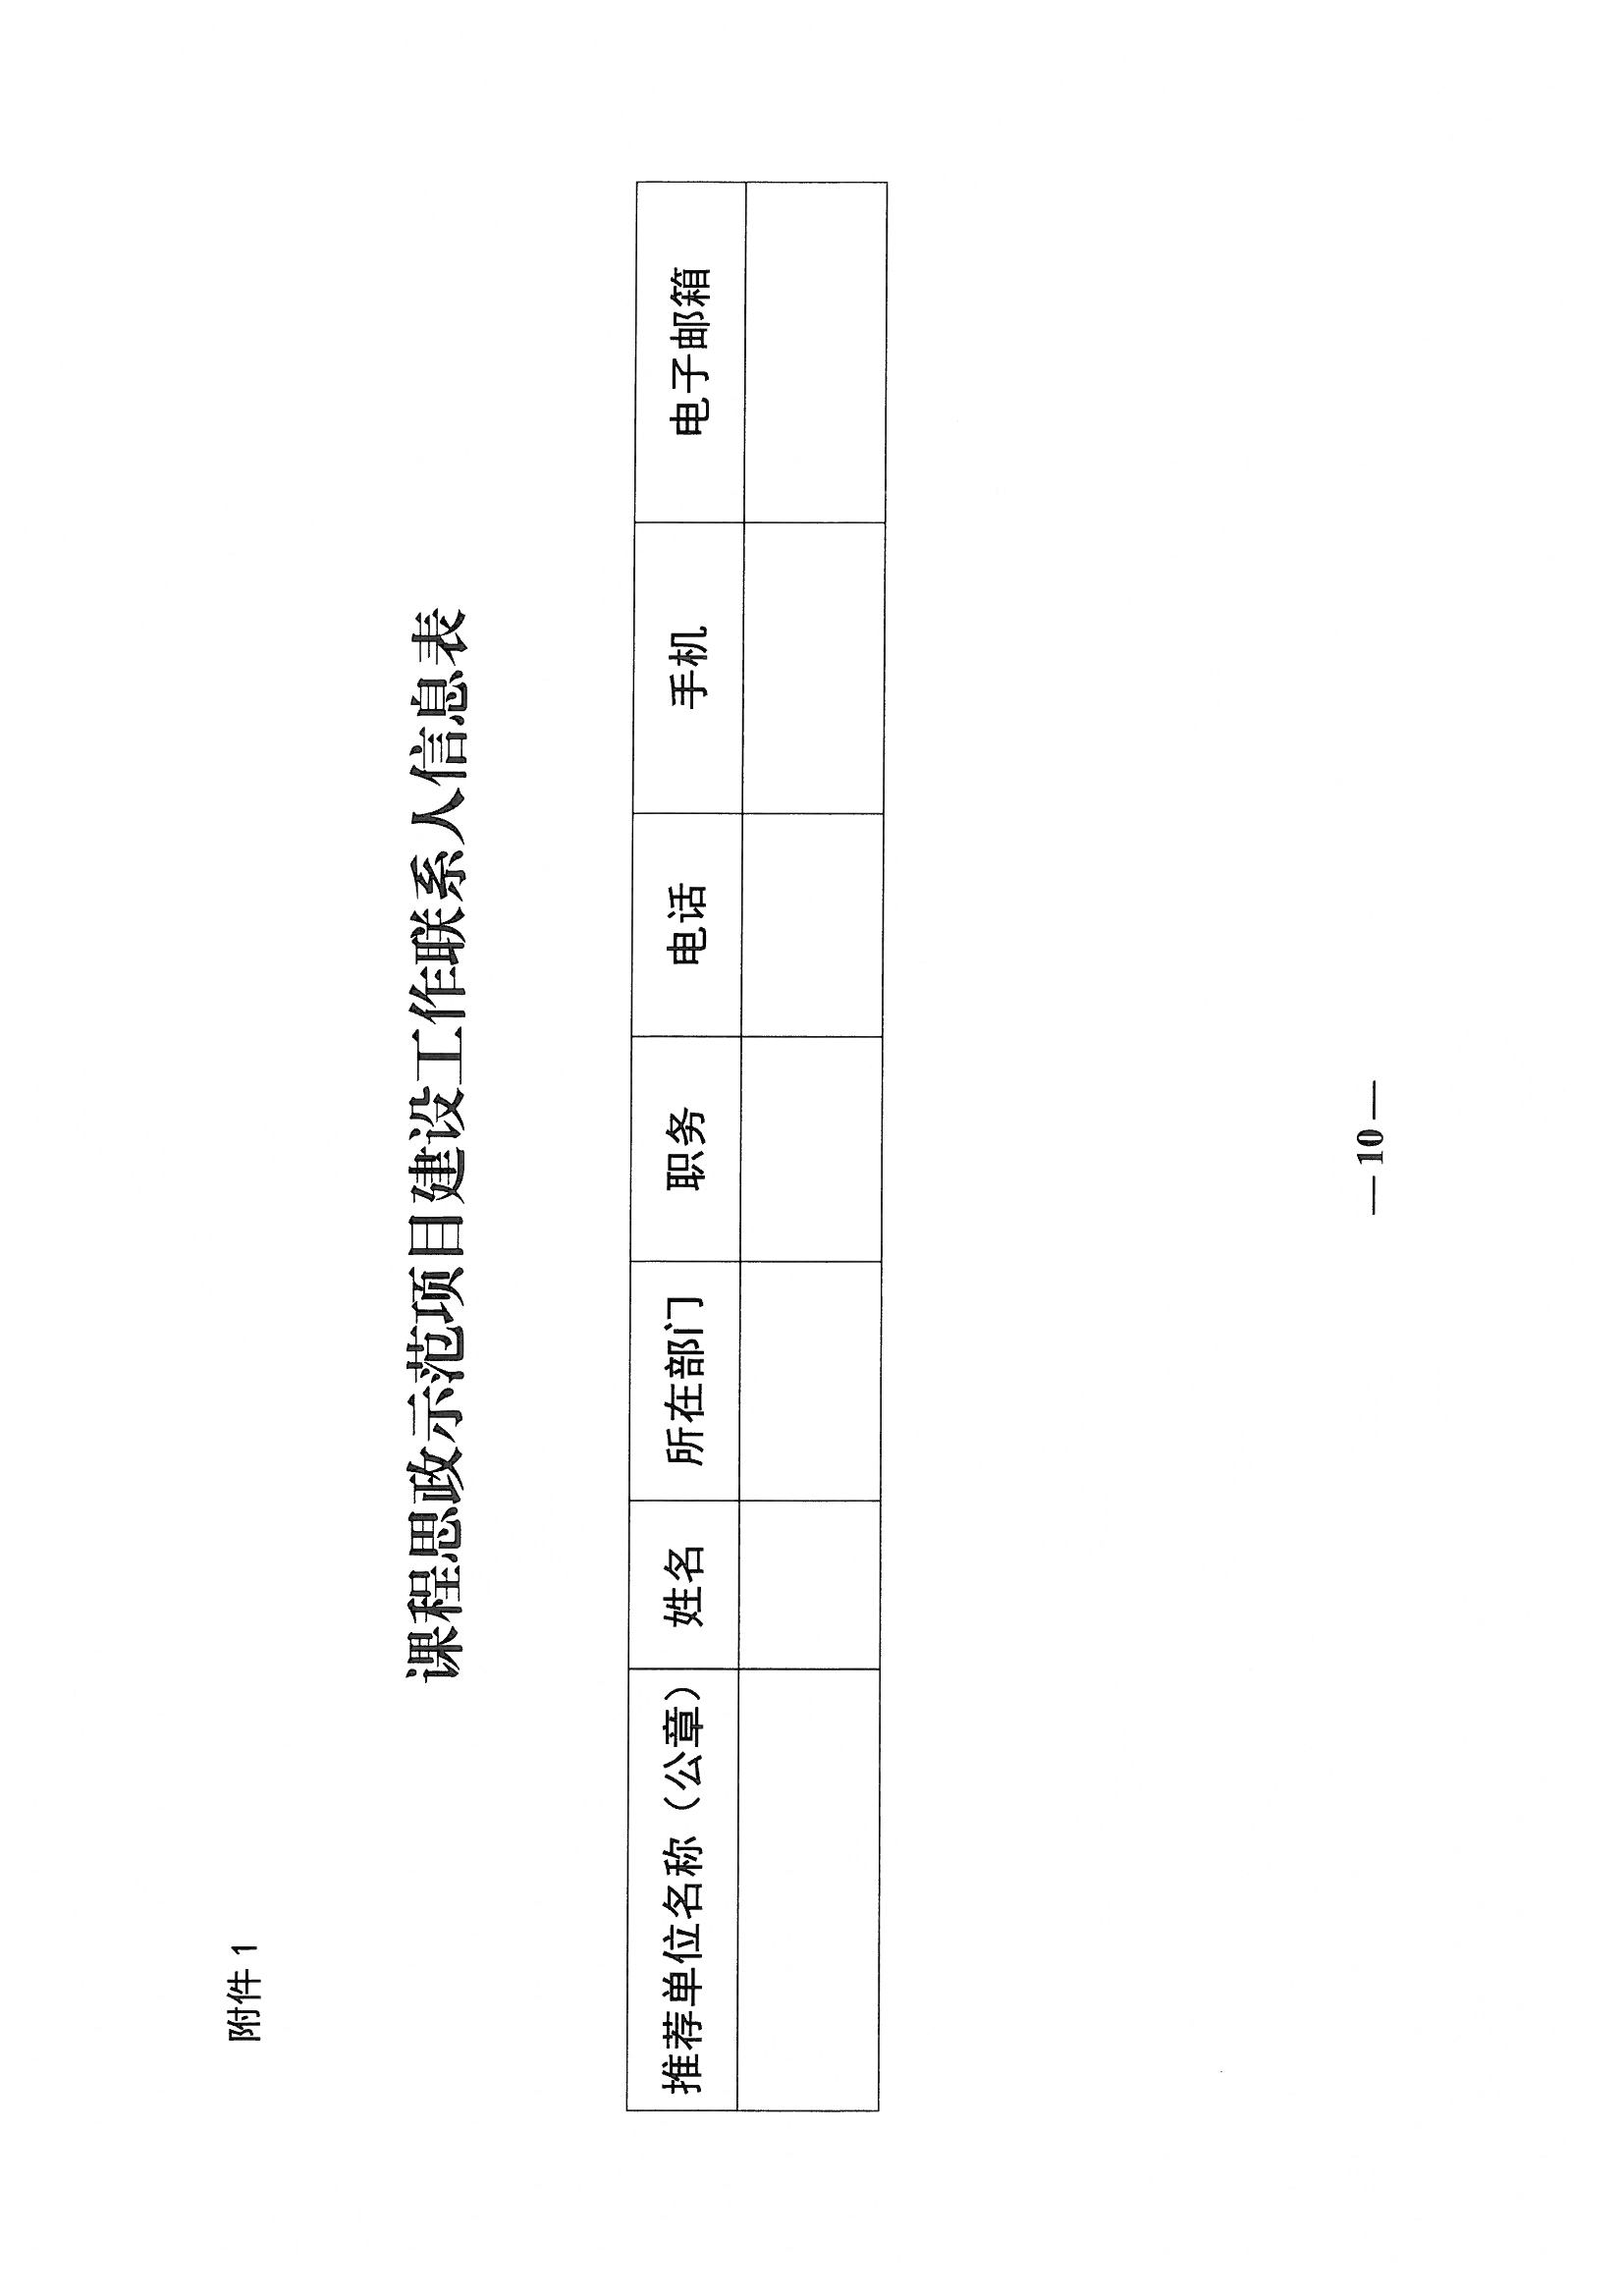 附件 1
课程思政示范项目建设工作联系人信息表
推荐单位名称（公章） 姓名 所在部门 职务 电话 手机 电子邮箱
— 10 —